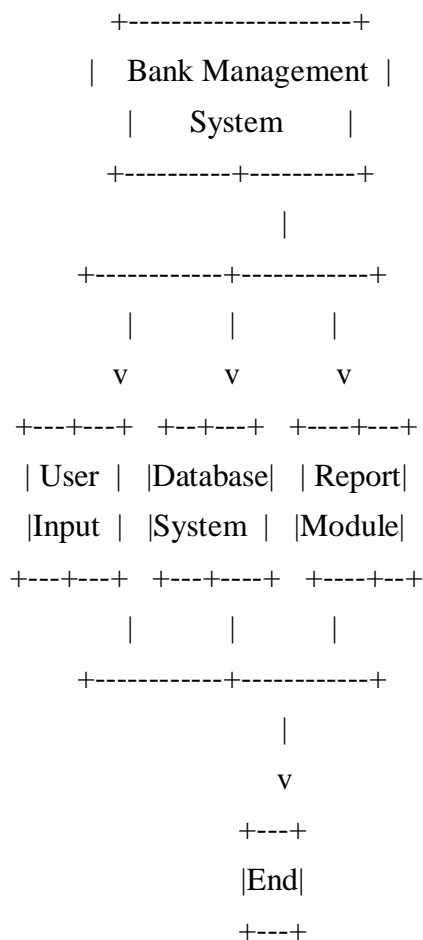 +---------------------+
| Bank Management |
| System |
+----------+----------+
|
+------------+------------+
| | |
v v v
+---+---+ +--+---+ +----+---+
| User | |Database| | Report|
|Input | |System | |Module|
+---+---+ +---+----+ +----+--+
| | |
+------------+------------+
|
v
+---+
|End|
+---+